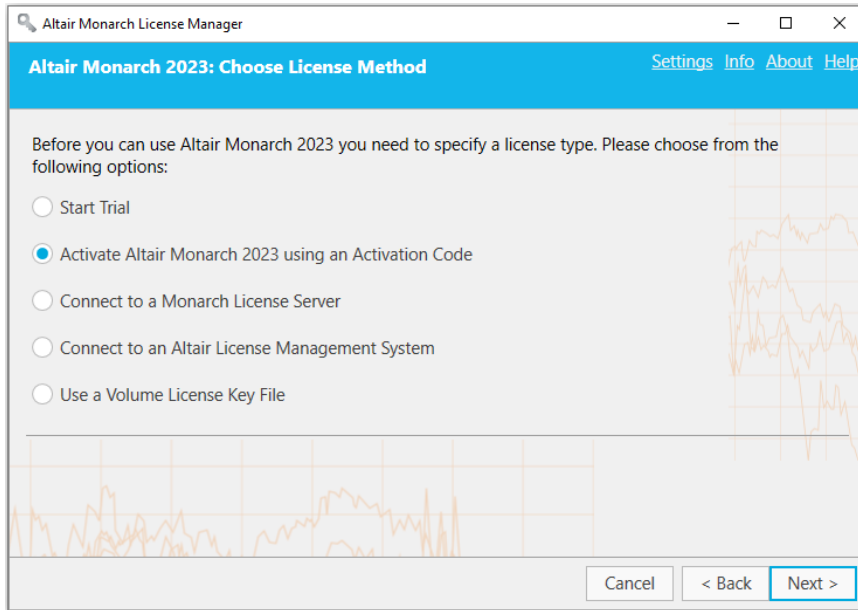 Altair Monarch License Manager
Altair Monarch 2023: Choose License Method
Settings Info About Help
Before you can use Altair Monarch 2023 you need to specify a license type. Please choose from the
following options:
Start Trial
Activate Altair Monarch 2023 using an Activation Code
Connect to a Monarch License Server
Connect to an Altair License Management System
Use a Volume License Key File
Cancel < Back Next >